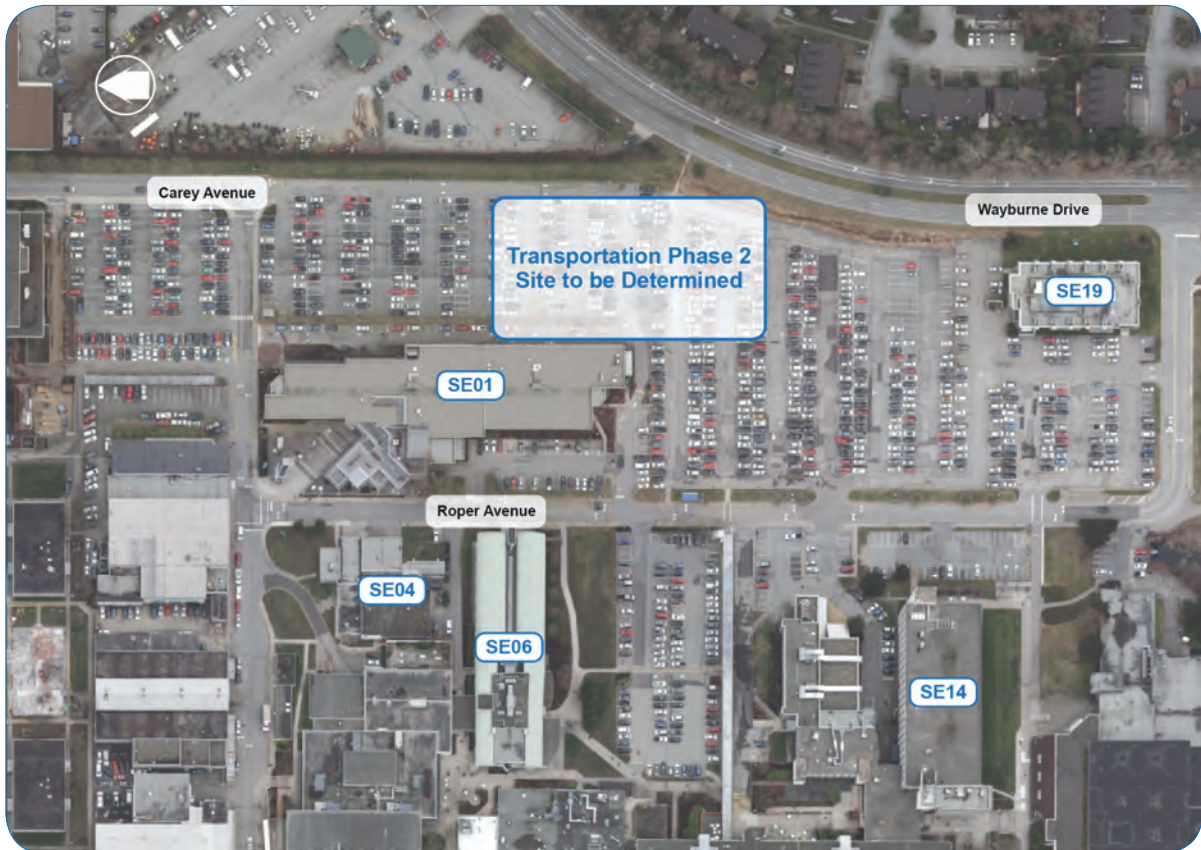 Carey Avenue
Wayburne Drive
Transportation Phase 2
Site to be Determined
SE19
SE01
Roper Avenue
SE04
SE06
SE14